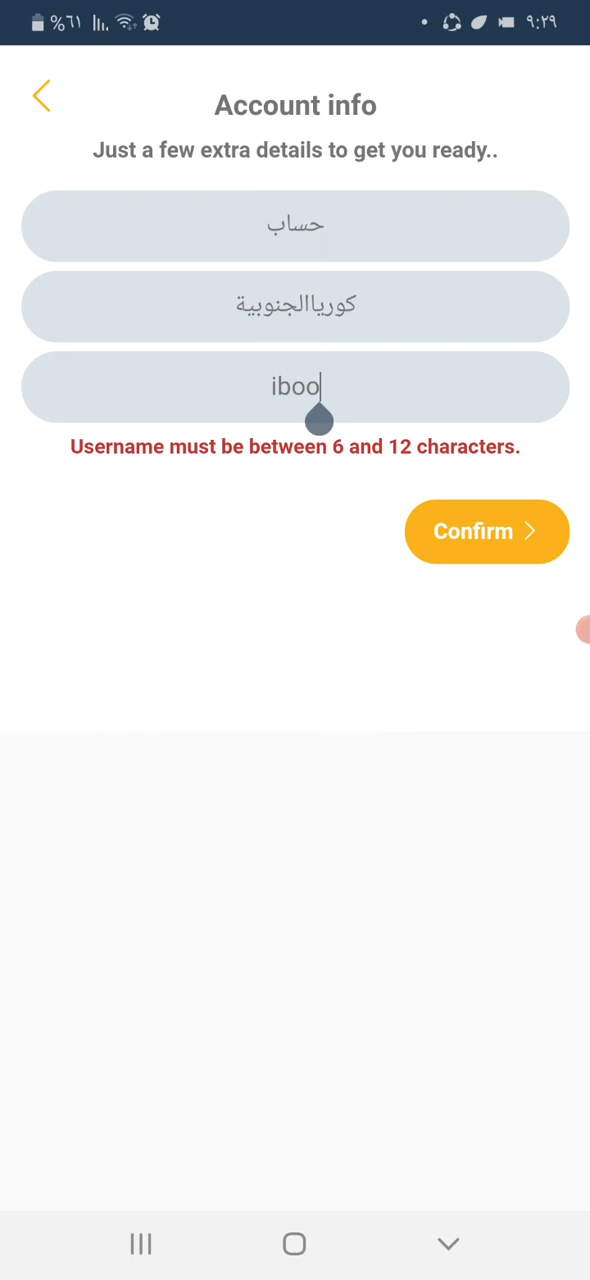 %٦١ ٩:٢٩
Account info
Just a few extra details to get you ready..
حساب
كورياالجنوبية
iboo
Username must be between 6 and 12 characters.
Confirm